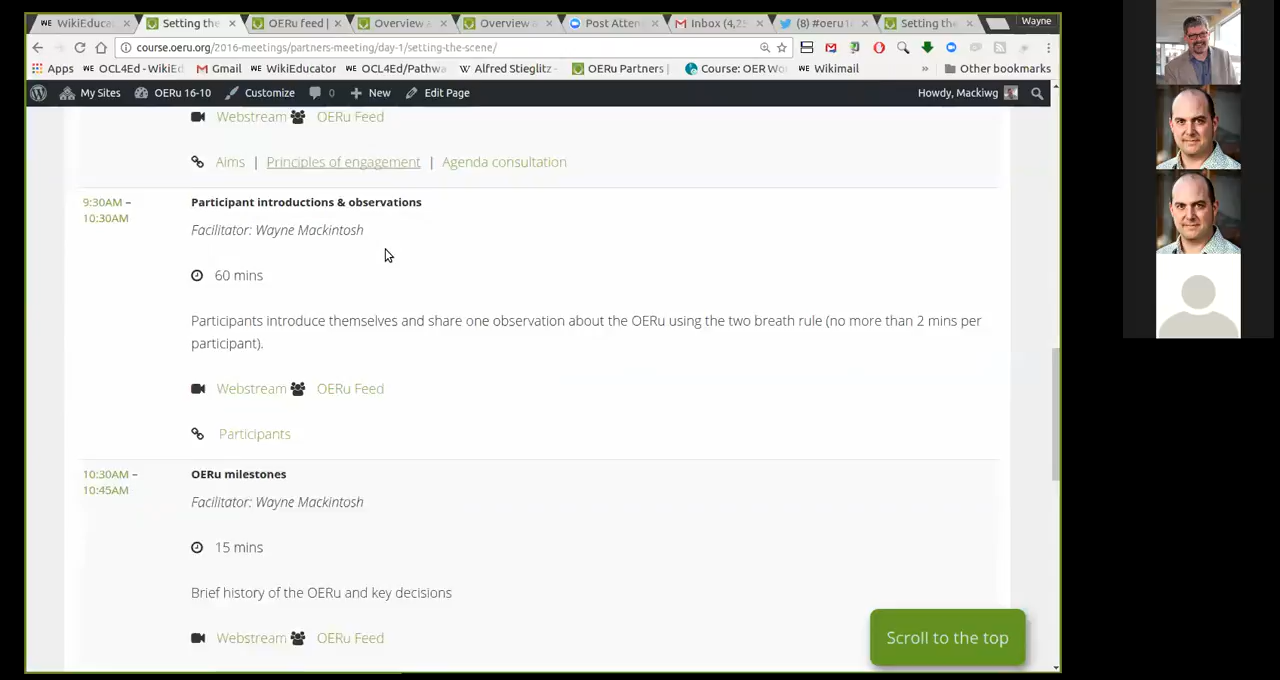 WikiEduca
Setting the
OERu feed |
Overview
Overview
Post Atten
Inbox (4,25
(8) #oeru1
Setting the
Wayne
course.oeru.org/2016-meetings/partners-meeting/day-1/setting-the-scene/
Apps
WE OCL4Ed - WikiEd
Gmail
WE WikiEducator
WE OCL4Ed/Pathwa
W Alfred Stieglitz -
OERu Partners |
Course: OER Wo
WE Wikimail
»
Other bookmarks
My Sites
OERu 16-10
Customize
0
New
Edit Page
Howdy, Mackiwg
Webstream
OERu Feed
Aims | Principles of engagement | Agenda consultation
9:30AM –
10:30AM
Participant introductions & observations
Facilitator: Wayne Mackintosh
60 mins
Participants introduce themselves and share one observation about the OERu using the two breath rule (no more than 2 mins per
participant).
Webstream
OERu Feed
Participants
10:30AM –
10:45AM
OERu milestones
Facilitator: Wayne Mackintosh
15 mins
Brief history of the OERu and key decisions
Webstream
OERu Feed
Scroll to the top